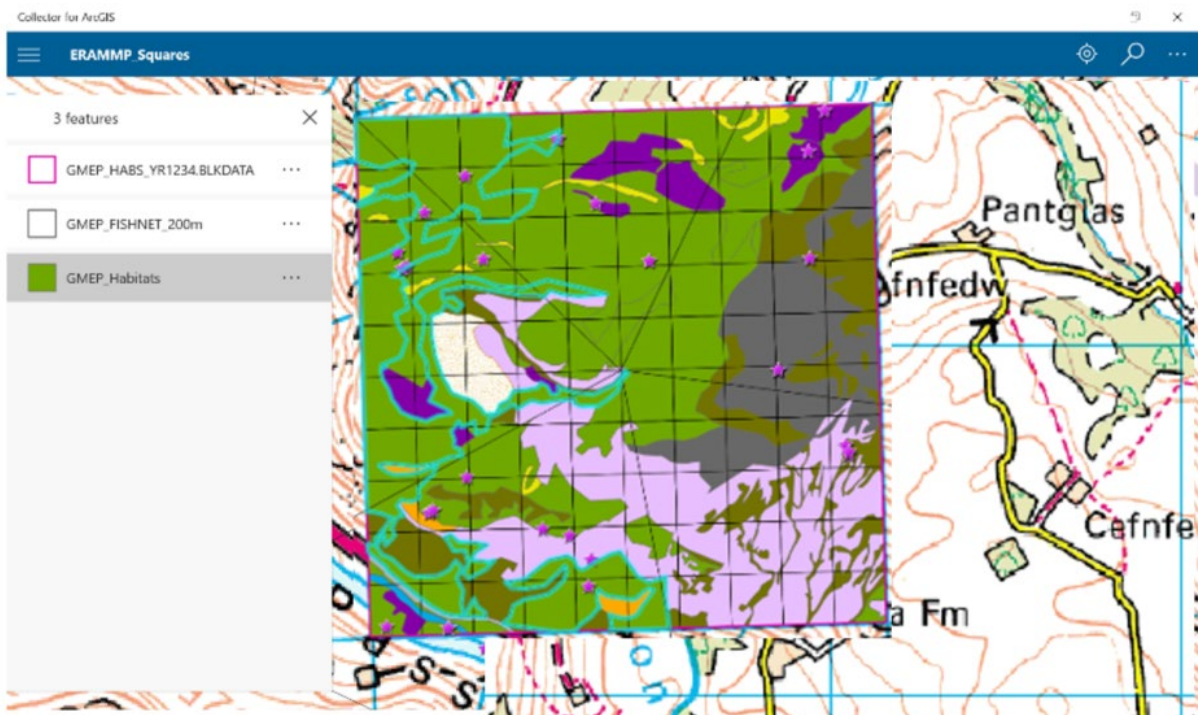 Collector for ArcGIS
ERAMMP_Squares
3 features
GMEP_HABS_YR1234.BLKDATA
GMEP_FISHNET_200m
GMEP_Habitats
Pantglas
fnfedw
Cefnfe
a Fm